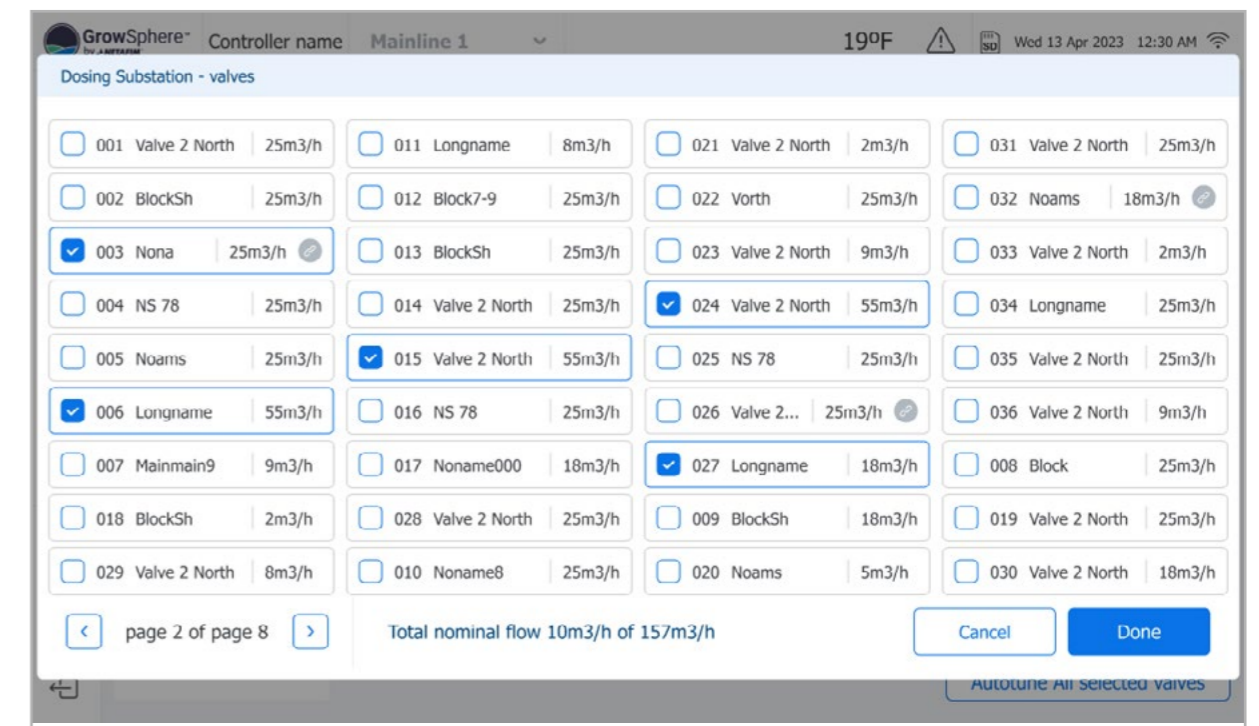 GrowSphere™ Controller name Mainline 1 19ºF SD Wed 13 Apr 2023 12:30 AM
BY NETAFIM
Dosing Substation - valves
001 Valve 2 North 25m3/h 011 Longname 8m3/h 021 Valve 2 North 2m3/h 031 Valve 2 North 25m3/h
002 BlockSh 25m3/h 012 Block7-9 25m3/h 022 Vorth 25m3/h 032 Noams 18m3/h
003 Nona 25m3/h 013 BlockSh 25m3/h 023 Valve 2 North 9m3/h 033 Valve 2 North 2m3/h
004 NS 78 25m3/h 014 Valve 2 North 25m3/h 024 Valve 2 North 55m3/h 034 Longname 25m3/h
005 Noams 25m3/h 015 Valve 2 North 55m3/h 025 NS 78 25m3/h 035 Valve 2 North 25m3/h
006 Longname 55m3/h 016 NS 78 25m3/h 026 Valve 2... 25m3/h 036 Valve 2 North 9m3/h
007 Mainmain9 9m3/h 017 Noname000 18m3/h 027 Longname 18m3/h 008 Block 25m3/h
018 BlockSh 2m3/h 028 Valve 2 North 25m3/h 009 BlockSh 18m3/h 019 Valve 2 North 25m3/h
029 Valve 2 North 8m3/h 010 Noname8 25m3/h 020 Noams 5m3/h 030 Valve 2 North 18m3/h
page 2 of page 8 Total nominal flow 10m3/h of 157m3/h Cancel Done
Autotune All selected valves